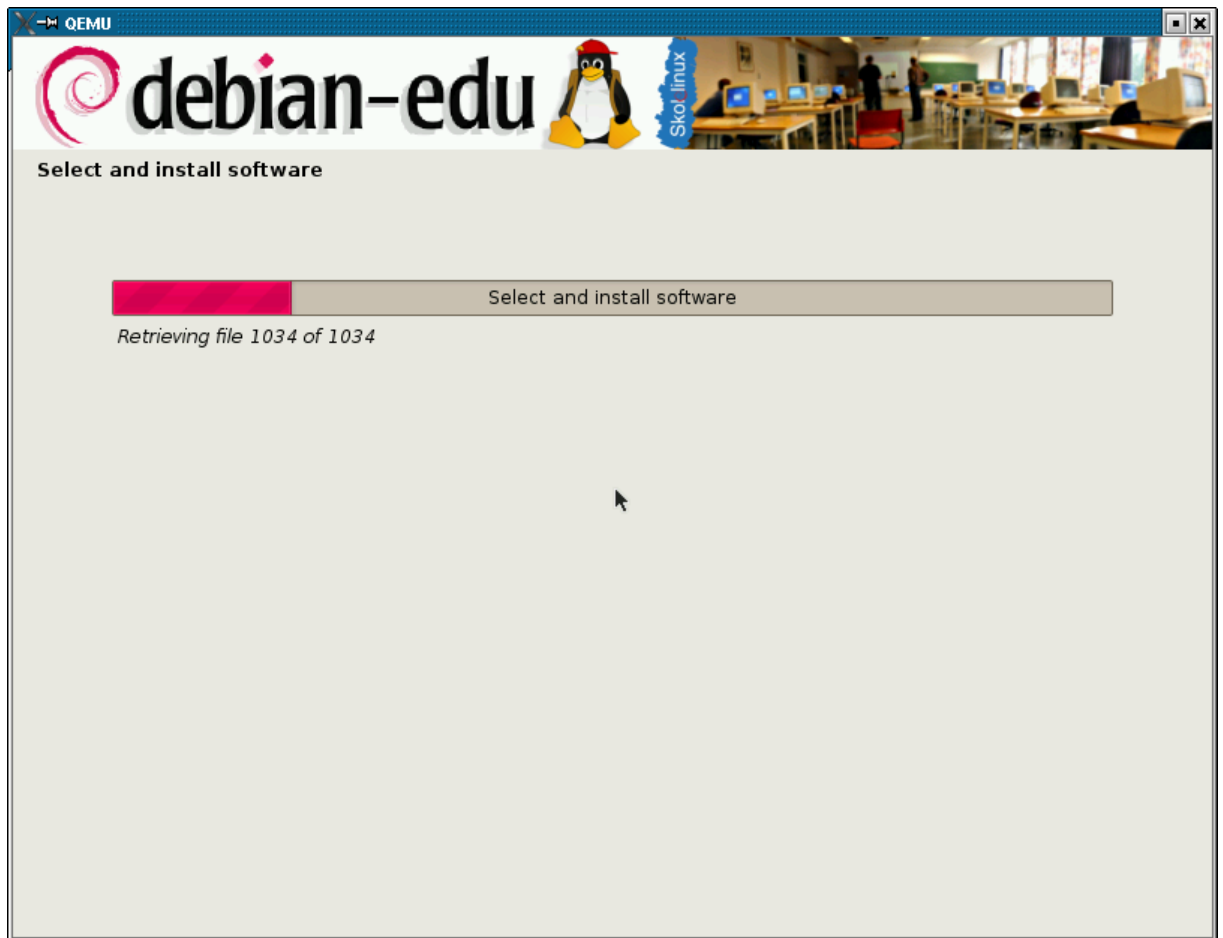 QEMU
debian-edu
Skolelinux
Select and install software
Select and install software
Retrieving file 1034 of 1034